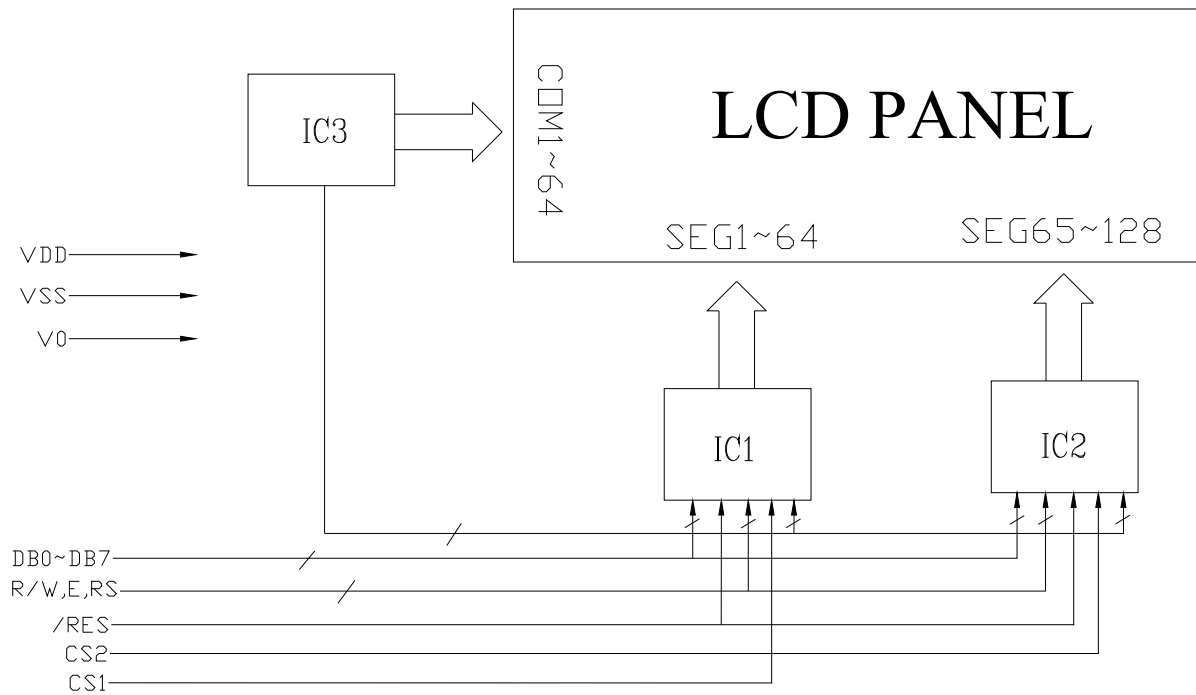 LCD PANEL
COM1~64
IC3
SEG1~64
SEG65~128
VDD
VSS
V0
IC1
IC2
DB0~DB7
R/W,E,RS
/RES
CS2
CS1